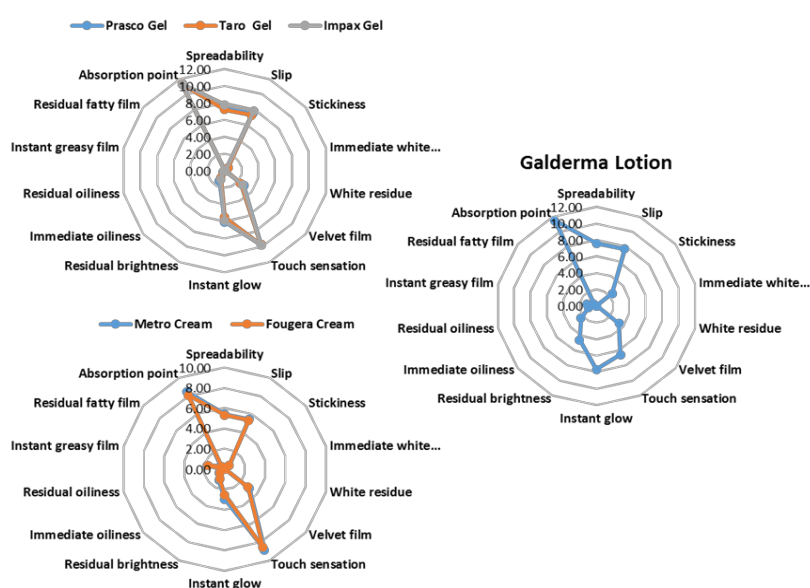 Prasco Gel Taro Gel Impax Gel
Spreadability
Slip
Stickiness
Immediate white...
White residue
Velvet film
Touch sensation
Instant glow
Residual brightness
Immediate oiliness
Residual oiliness
Instant greasy film
Residual fatty film
Absorption point
12.00
10.00
8.00
6.00
4.00
2.00
0.00
Metro Cream Fougera Cream
Spreadability
Slip
Stickiness
Immediate white...
White residue
Velvet film
Touch sensation
Instant glow
Residual brightness
Immediate oiliness
Residual oiliness
Instant greasy film
Residual fatty film
Absorption point
10.00
8.00
6.00
4.00
2.00
0.00
Galderma Lotion
Spreadability
Slip
Stickiness
Immediate white...
White residue
Velvet film
Touch sensation
Instant glow
Residual brightness
Immediate oiliness
Residual oiliness
Instant greasy film
Residual fatty film
Absorption point
12.00
10.00
8.00
6.00
4.00
2.00
0.00